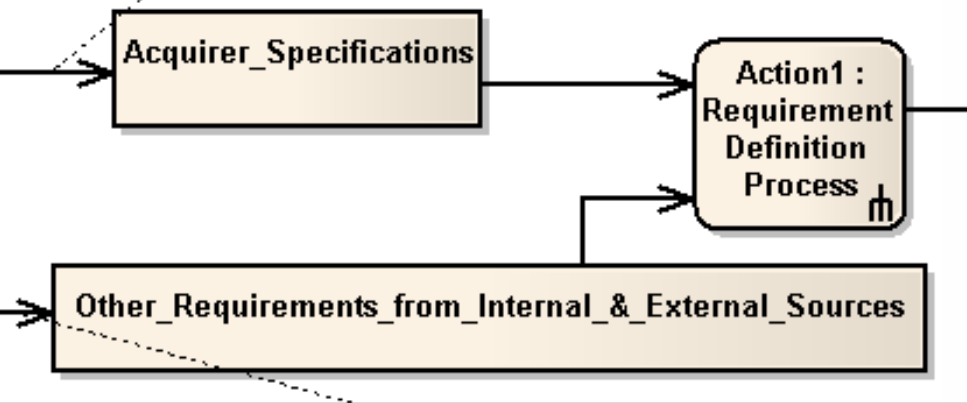 Acquirer_Specifications
Action1 :
Requirement
Definition
Process
Other_Requirements_from_Internal_&_External_Sources